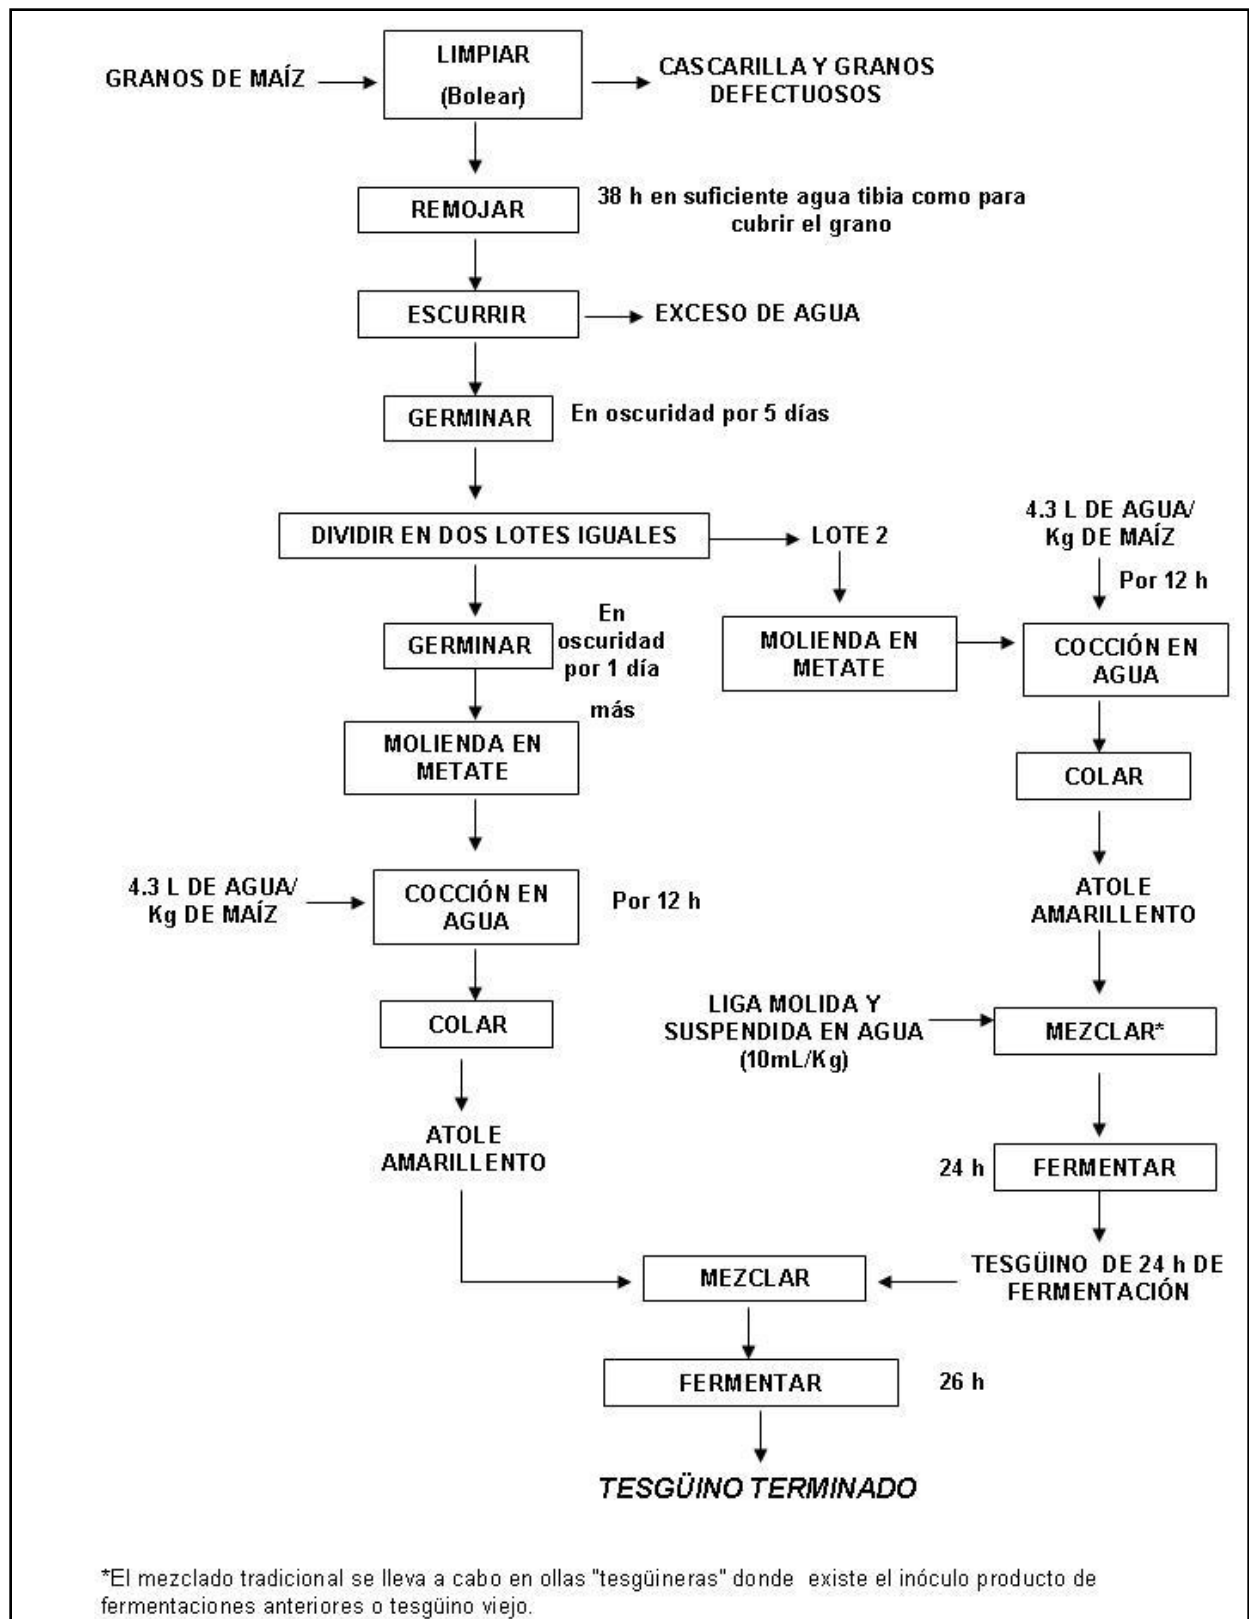 GRANOS DE MAÍZ
LIMPIAR
(Bolear)
CASCARILLA Y GRANOS
DEFECTUOSOS
REMOJAR
38 h en suficiente agua tibia como para
cubrir el grano
ESCURRIR
EXCESO DE AGUA
GERMINAR
En oscuridad por 5 días
DIVIDIR EN DOS LOTES IGUALES
LOTE 2
4.3 L DE AGUA/
Kg DE MAÍZ
Por 12 h
GERMINAR
En
oscuridad
por 1 día
más
MOLIENDA EN
METATE
COCCIÓN EN
AGUA
MOLIENDA EN
METATE
COLAR
4.3 L DE AGUA/
Kg DE MAÍZ
COCCIÓN EN
AGUA
Por 12 h
ATOLE
AMARILLENTO
COLAR
LIGA MOLIDA Y
SUSPENDIDA EN AGUA
(10mL/Kg)
MEZCLAR*
ATOLE
AMARILLENTO
24 h
FERMENTAR
MEZCLAR
TESGÜINO DE 24 h DE
FERMENTACIÓN
FERMENTAR
26 h
TESGÜINO TERMINADO
*El mezclado tradicional se lleva a cabo en ollas "tesgüineras" donde existe el inóculo producto de
fermentaciones anteriores o tesgüino viejo.